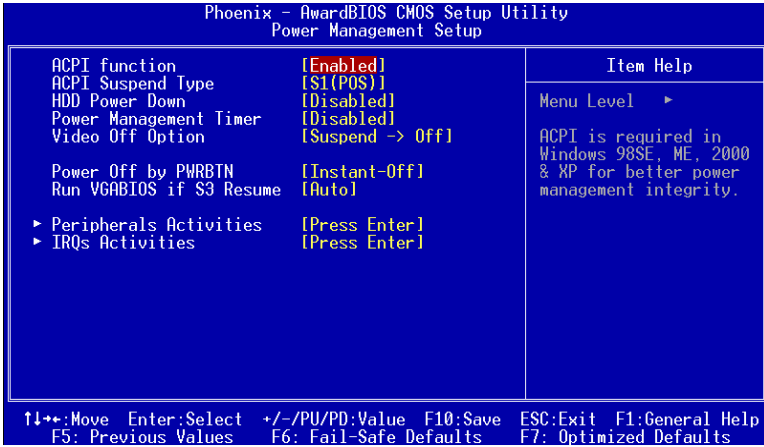 Phoenix - AwardBIOS CMOS Setup Utility
Power Management Setup
ACPI function [Enabled]
ACPI Suspend Type [S1(POS)]
HDD Power Down [Disabled]
Power Management Timer [Disabled]
Video Off Option [Suspend -> Off]
Power Off by PWRBTN [Instant-Off]
Run VGABIOS if S3 Resume [Auto]
► Peripherals Activities [Press Enter]
► IRQs Activities [Press Enter]
Item Help
Menu Level ►
ACPI is required in
Windows 98SE, ME, 2000
& XP for better power
management integrity.
↑↓→←:Move Enter:Select +/-/PU/PD:Value F10:Save ESC:Exit F1:General Help
F5: Previous Values F6: Fail-Safe Defaults F7: Optimized Defaults